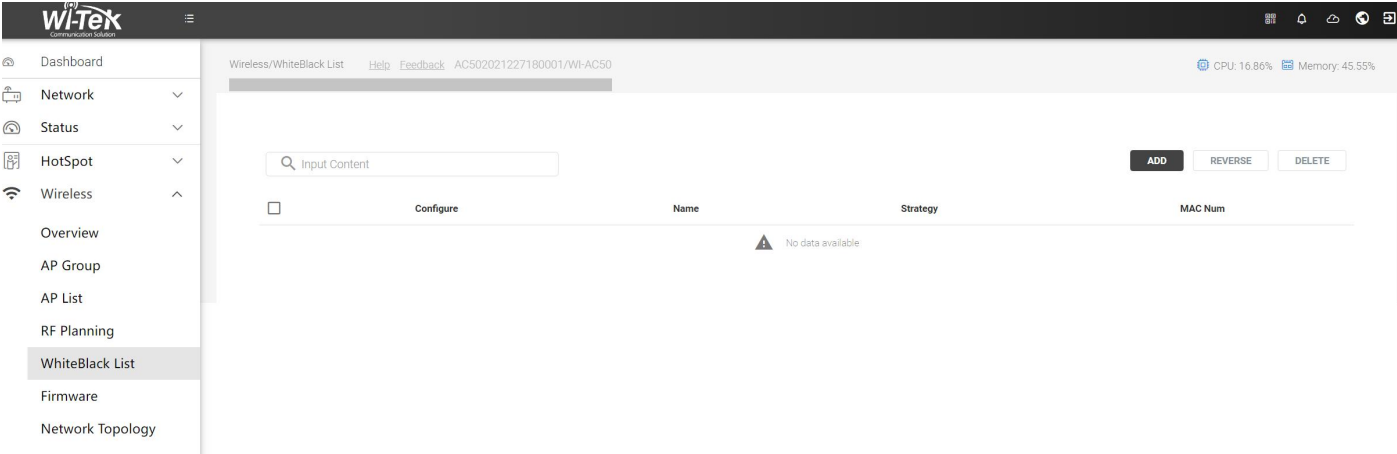 Wi-Tek
Communication Solution
Dashboard
Network
Status
HotSpot
Wireless
Overview
AP Group
AP List
RF Planning
WhiteBlack List
Firmware
Network Topology
Wireless/WhiteBlack List Help Feedback AC502021227180001/WI-AC50
CPU: 16.86% Memory: 45.55%
Input Content
ADD REVERSE DELETE
Configure Name Strategy MAC Num
No data available